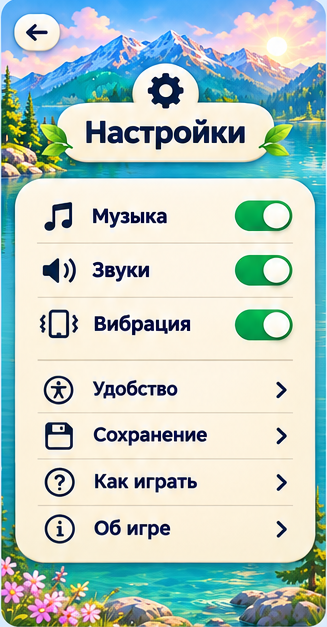 Настройки
Музыка
Звуки
Вибрация
Удобство
Сохранение
Как играть
Об игре